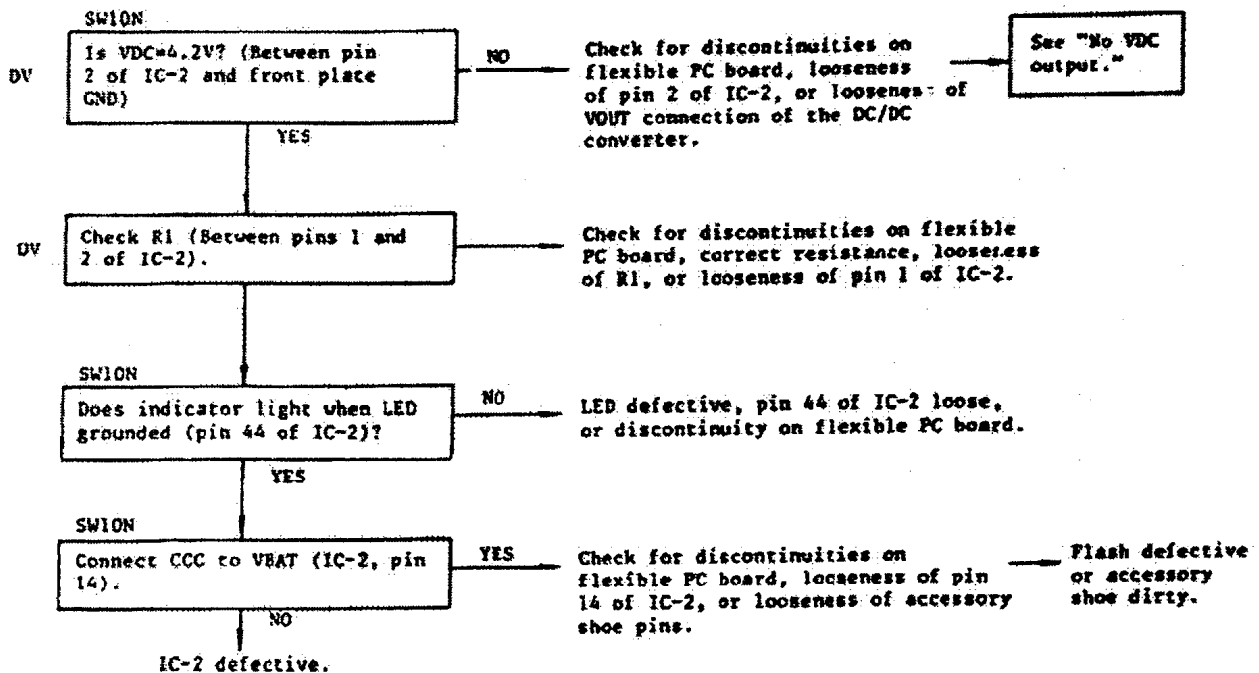 SW1ON
DV
Is VDC=4.2V? (Between pin
2 of IC-2 and front plate
GND)
NO
Check for discontinuities on
flexible PC board, looseness
of pin 2 of IC-2, or looseness of
VOUT connection of the DC/DC
converter.
See "No VDC
output."
YES
DV
Check R1 (Between pins 1 and
2 of IC-2).
Check for discontinuities on flexible
PC board, correct resistance, looseness
of R1, or looseness of pin 1 of IC-2.
SW1ON
Does indicator light when LED
grounded (pin 44 of IC-2)?
NO
LED defective, pin 44 of IC-2 loose,
or discontinuity on flexible PC board.
YES
SW1ON
Connect CCC to VBAT (IC-2, pin
14).
YES
Check for discontinuities on
flexible PC board, looseness of pin
14 of IC-2, or looseness of accessory
shoe pins.
Flash defective
or accessory
shoe dirty.
NO
IC-2 defective.